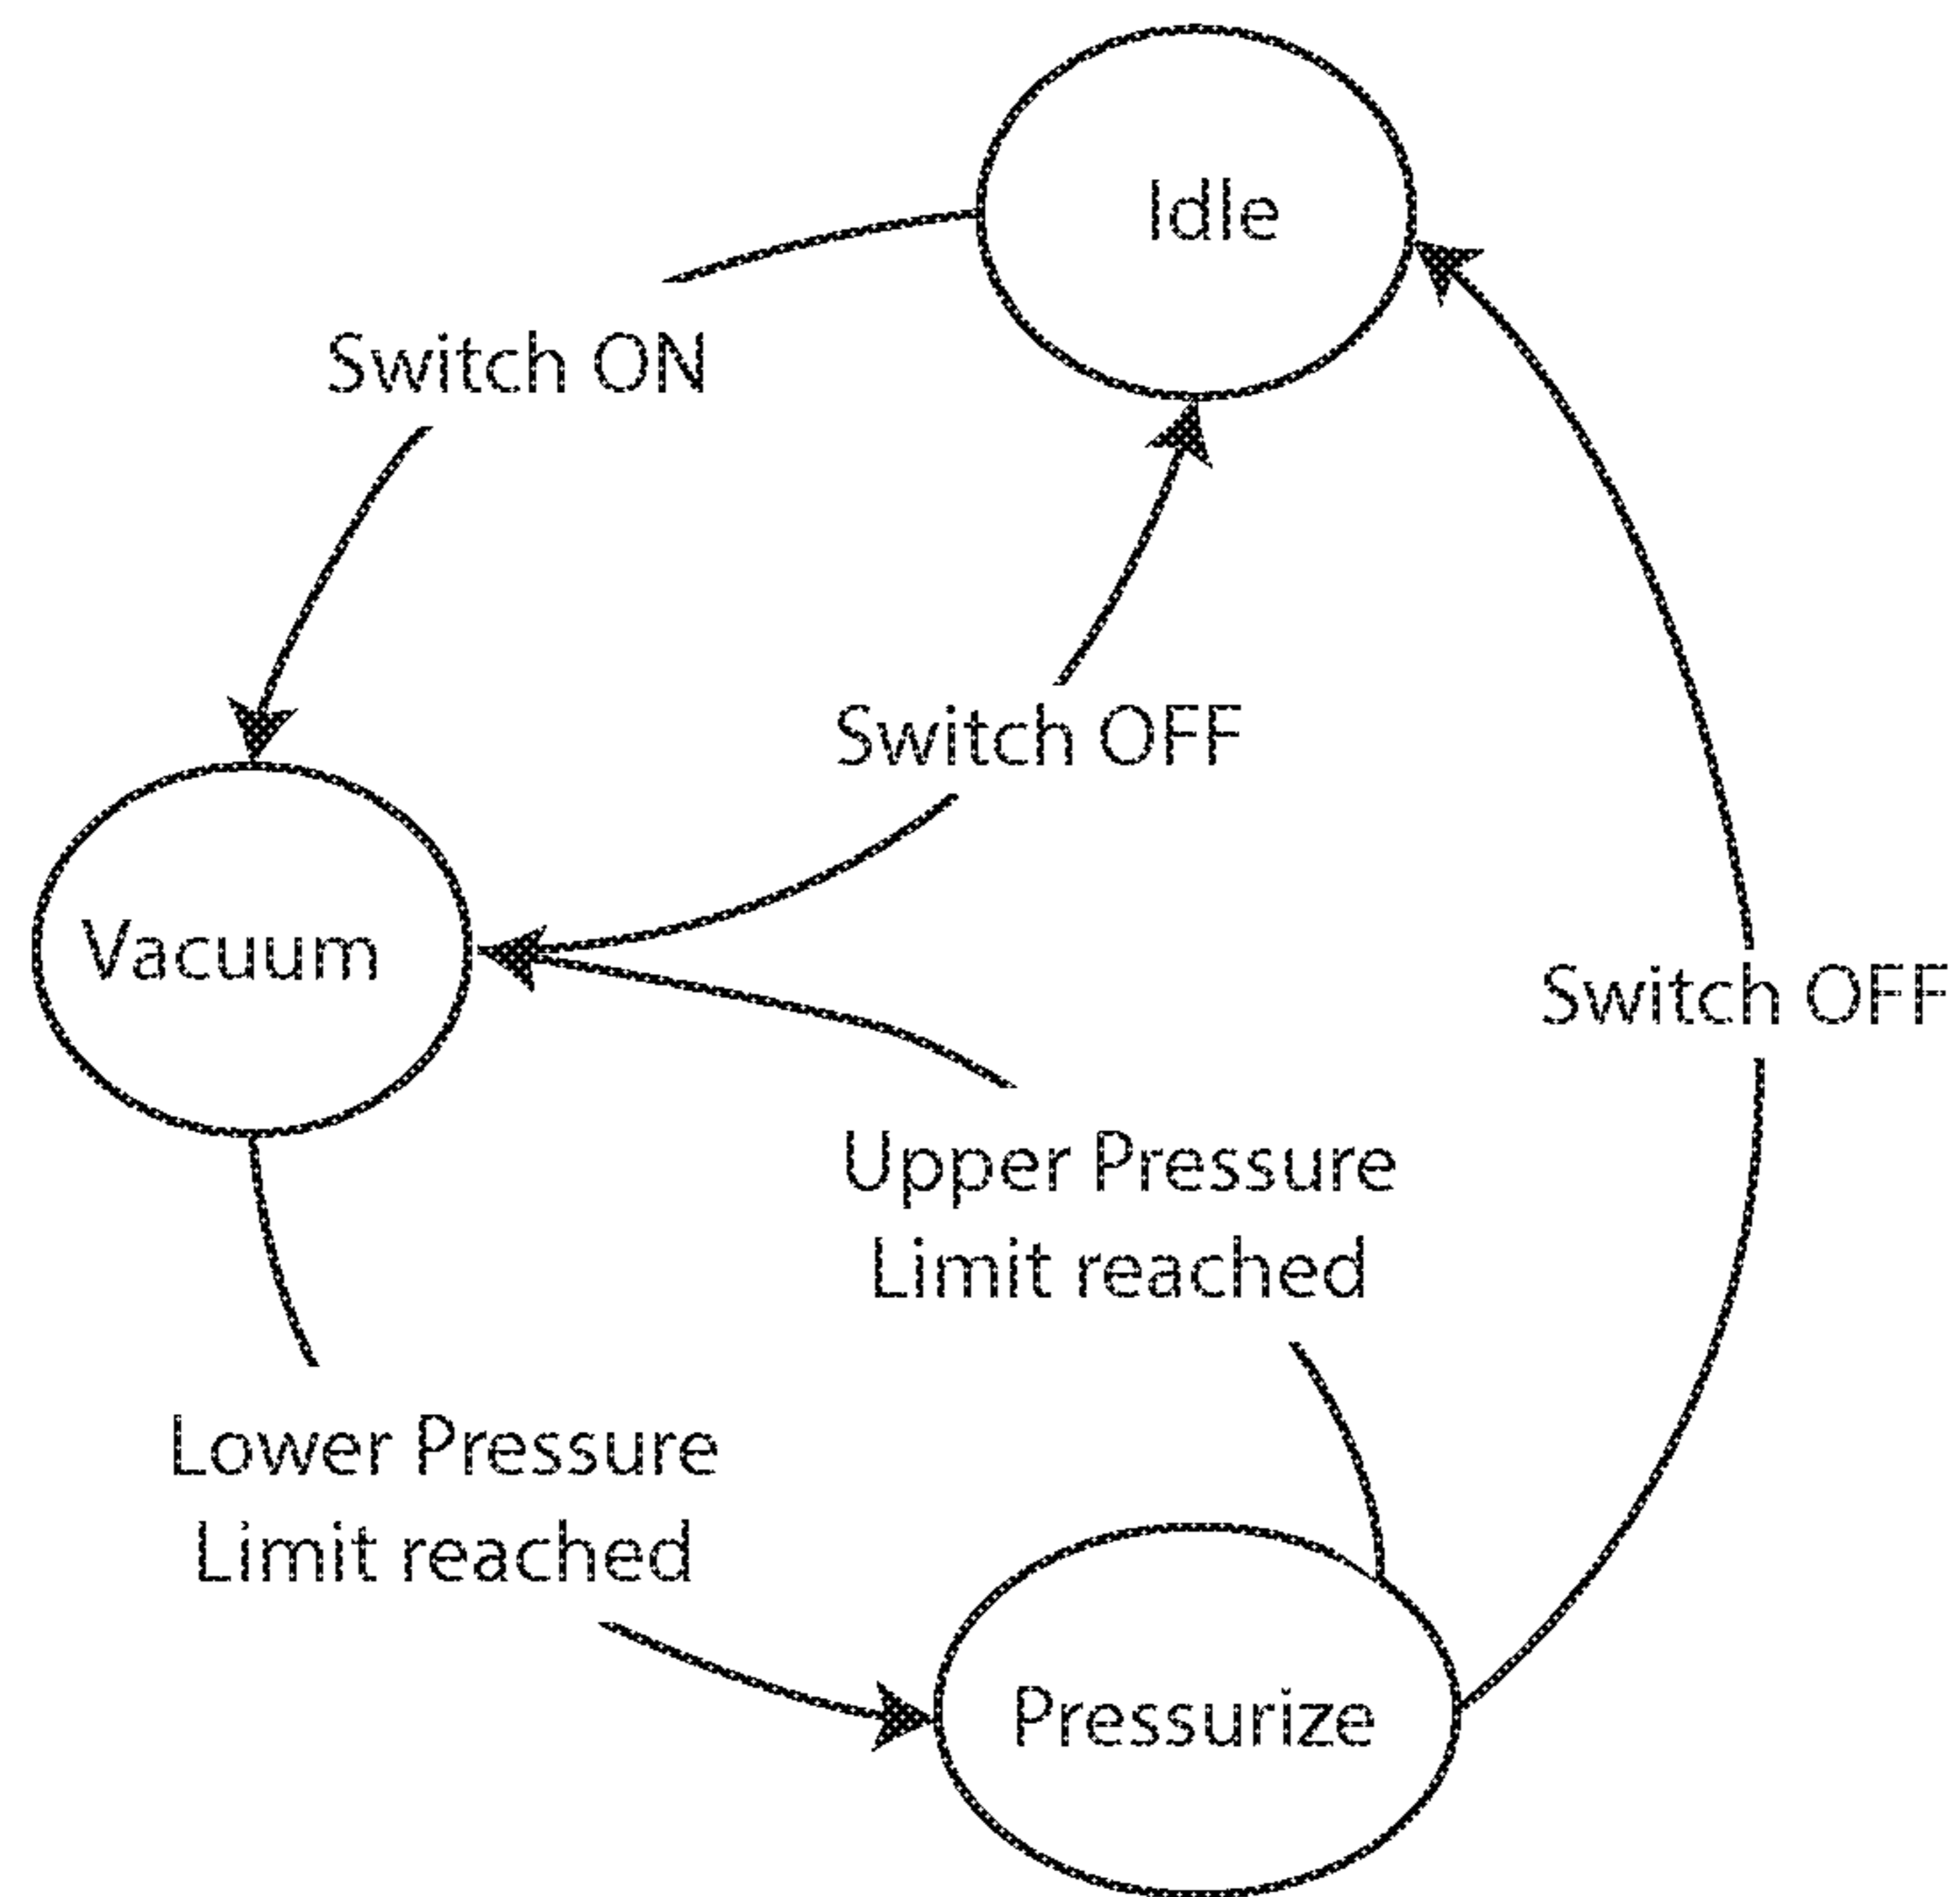 Idle
Switch ON
Switch OFF
Vacuum
Switch OFF
Upper Pressure
Limit reached
Lower Pressure
Limit reached
Pressurize